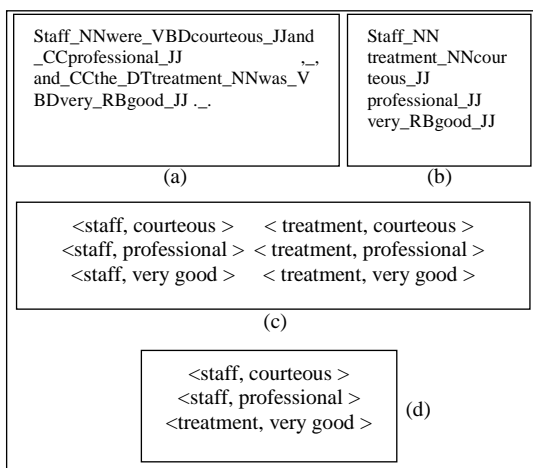 Staff_NNwere_VBDcourteous_JJand
_CCprofessional_JJ ,_,
and_CCthe_DTtreatment_NNwas_V
BDvery_RBgood_JJ ._.
(a)
Staff_NN
treatment_NNcour
teous_JJ
professional_JJ
very_RBgood_JJ
(b)
<staff, courteous > < treatment, courteous >
<staff, professional > < treatment, professional >
<staff, very good > < treatment, very good >
(c)
<staff, courteous >
<staff, professional >
<treatment, very good >
(d)